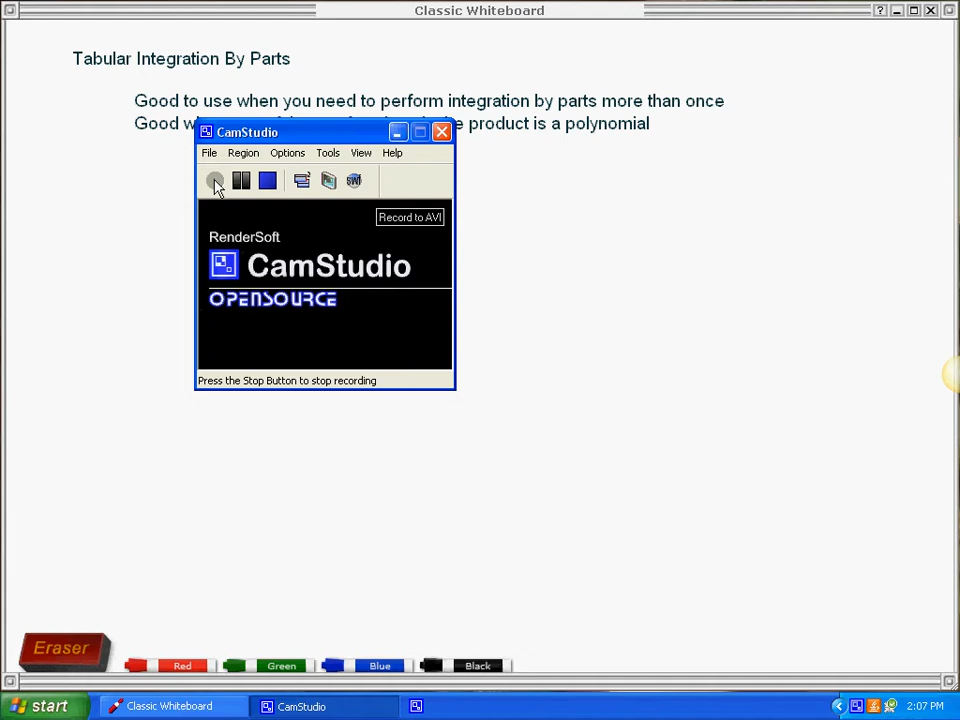 Classic Whiteboard
?
Tabular Integration By Parts
Good to use when you need to perform integration by parts more than once
Good product is a polynomial
CamStudio
File Region Options Tools View Help
Record to AVI
RenderSoft
CamStudio
OPENSOURCE
Press the Stop Button to stop recording
Eraser
Red Green Blue Black
start Classic Whiteboard CamStudio 2:07 PM